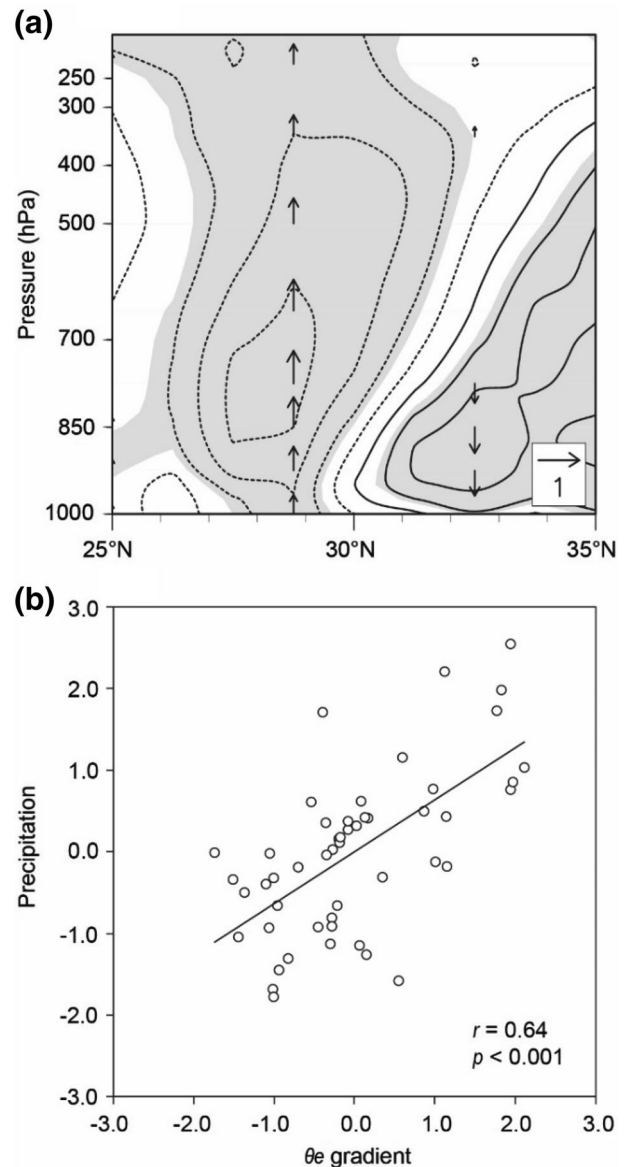 (a)
250
300
400
500
700
850
1000
Pressure (hPa)
25°N
30°N
35°N
1
(b)
3.0
2.0
1.0
0.0
-1.0
-2.0
-3.0
Precipitation
r = 0.64
p < 0.001
-3.0
-2.0
-1.0
0.0
1.0
2.0
3.0
θe gradient